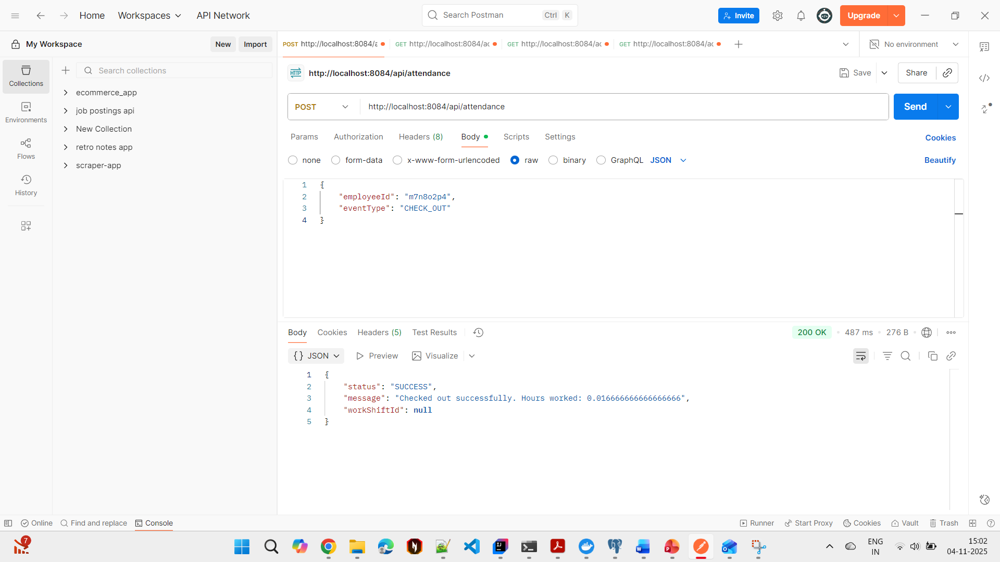 Home
Workspaces
API Network
Search Postman
Ctrl K
Invite
Upgrade
My Workspace
New
Import
POST http://localhost:8084/a
GET http://localhost:8084/ac
GET http://localhost:8084/ac
GET http://localhost:8084/ac
No environment
Collections
Environments
Flows
History
Search collections
ecommerce_app
job postings api
New Collection
retro notes app
scraper-app
HTTP http://localhost:8084/api/attendance
Save
Share
POST
http://localhost:8084/api/attendance
Send
Params
Authorization
Headers (8)
Body
Scripts
Settings
Cookies
none
form-data
x-www-form-urlencoded
raw
binary
GraphQL
JSON
Beautify
1 {
2 "employeeId": "m7n8o2p4",
3 "eventType": "CHECK_OUT"
4 }
Body
Cookies
Headers (5)
Test Results
200 OK
487 ms
276 B
{} JSON
Preview
Visualize
1 {
2 "status": "SUCCESS",
3 "message": "Checked out successfully. Hours worked: 0.016666666666666666",
4 "workShiftId": null
5 }
Online
Find and replace
Console
Runner
Start Proxy
Cookies
Vault
Trash
7
ENG
IN
15:02
04-11-2025